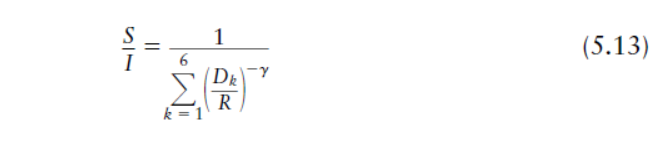 S/I = 1 / ∑_{k = 1}^{6} (D_k/R)^{−γ} (5.13)